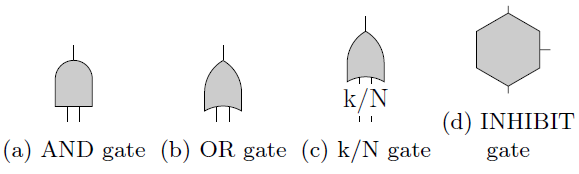 k/N
(a) AND gate (b) OR gate (c) k/N gate
(d) INHIBIT
gate